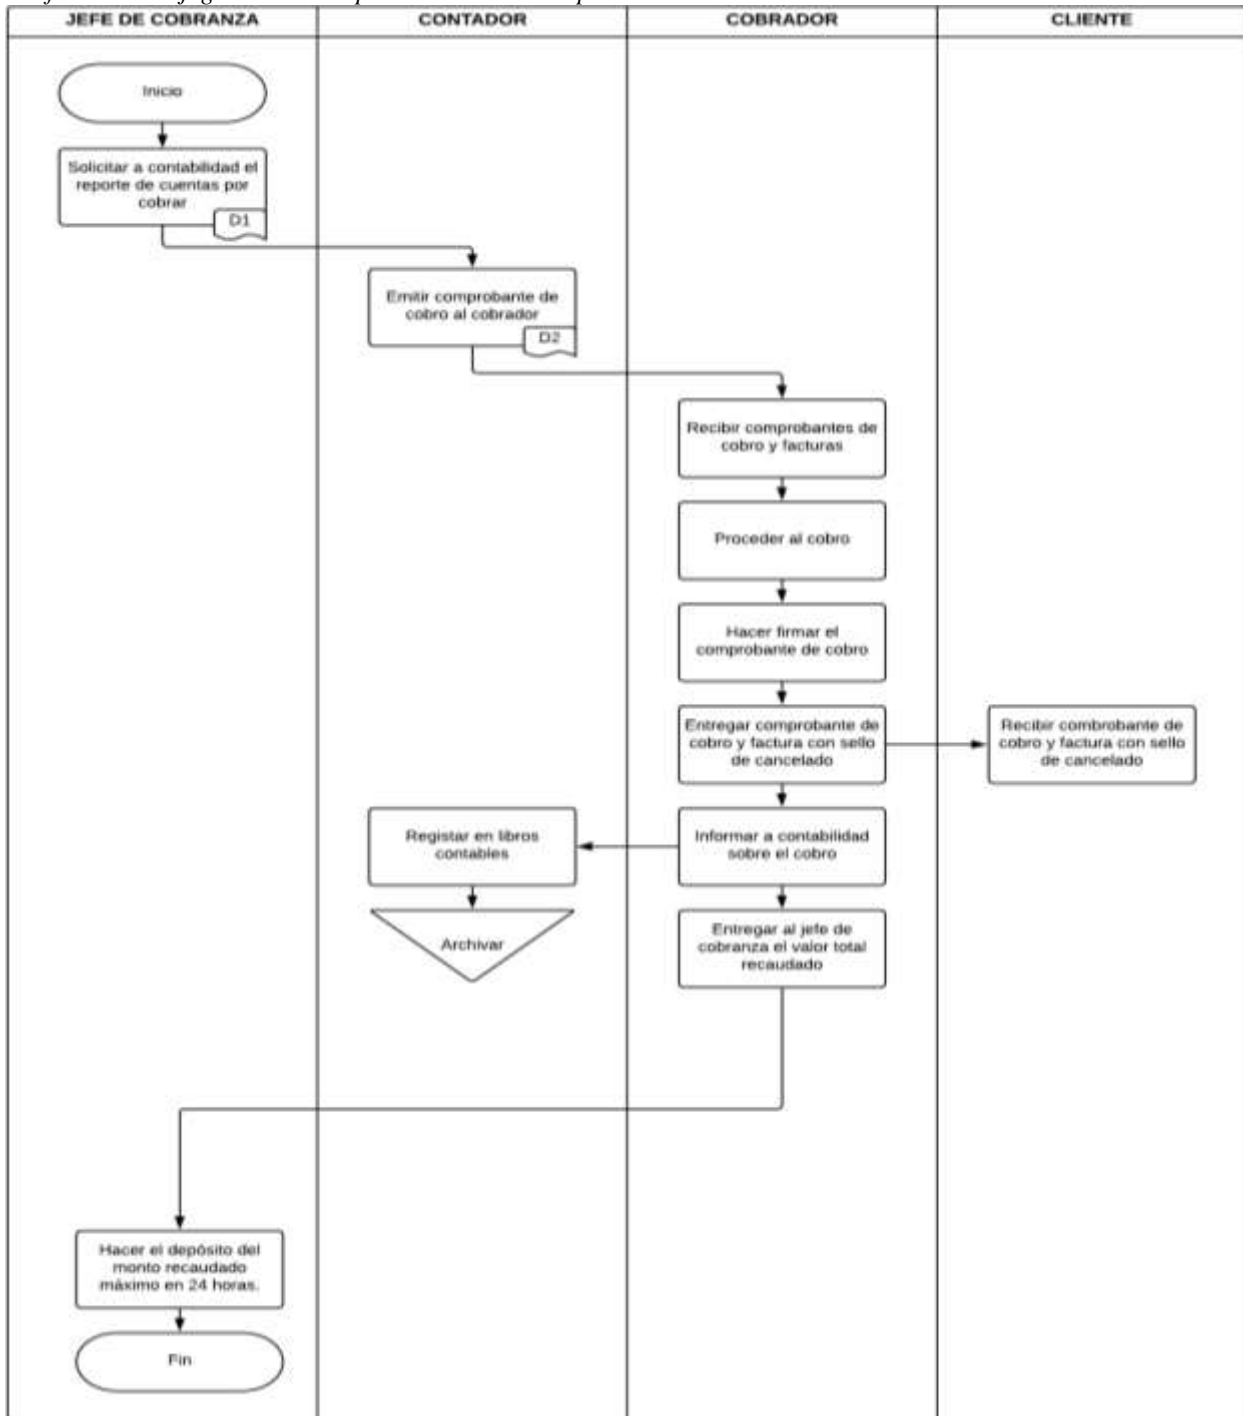 JEFE DE COBRANZA
CONTADOR
COBRADOR
CLIENTE
Inicio
Solicitar a contabilidad el
reporte de cuentas por
cobrar
D1
Emitir comprobante de
cobro al cobrador
D2
Recibir comprobantes de
cobro y facturas
Proceder al cobro
Hacer firmar el
comprobante de cobro
Entregar comprobante de
cobro y factura con sello
de cancelado
Recibir combrobante de
cobro y factura con sello
de cancelado
Registar en libros
contables
Informar a contabilidad
sobre el cobro
Archivar
Entregar al jefe de
cobranza el valor total
recaudado
Hacer el depósito del
monto recaudado
máximo en 24 horas.
Fin